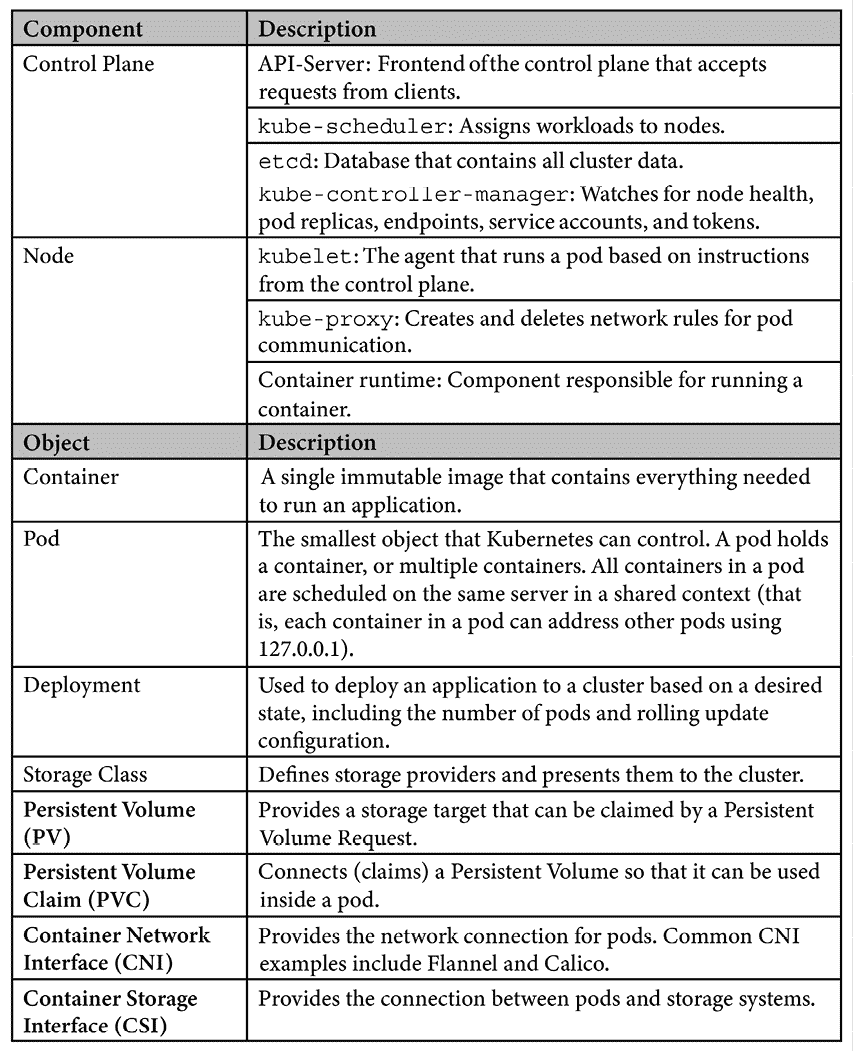 Component Description
Control Plane API-Server: Frontend of the control plane that accepts
requests from clients.
kube-scheduler: Assigns workloads to nodes.
etcd: Database that contains all cluster data.
kube-controller-manager: Watches for node health,
pod replicas, endpoints, service accounts, and tokens.
Node kubelet: The agent that runs a pod based on instructions
from the control plane.
kube-proxy: Creates and deletes network rules for pod
communication.
Container runtime: Component responsible for running a
container.
Object Description
Container A single immutable image that contains everything needed
to run an application.
Pod The smallest object that Kubernetes can control. A pod holds
a container, or multiple containers. All containers in a pod
are scheduled on the same server in a shared context (that
is, each container in a pod can address other pods using
127.0.0.1).
Deployment Used to deploy an application to a cluster based on a desired
state, including the number of pods and rolling update
configuration.
Storage Class Defines storage providers and presents them to the cluster.
Persistent Volume Provides a storage target that can be claimed by a Persistent
(PV) Volume Request.
Persistent Volume Connects (claims) a Persistent Volume so that it can be used
Claim (PVC) inside a pod.
Container Network Provides the network connection for pods. Common CNI
Interface (CNI) examples include Flannel and Calico.
Container Storage Provides the connection between pods and storage systems.
Interface (CSI)